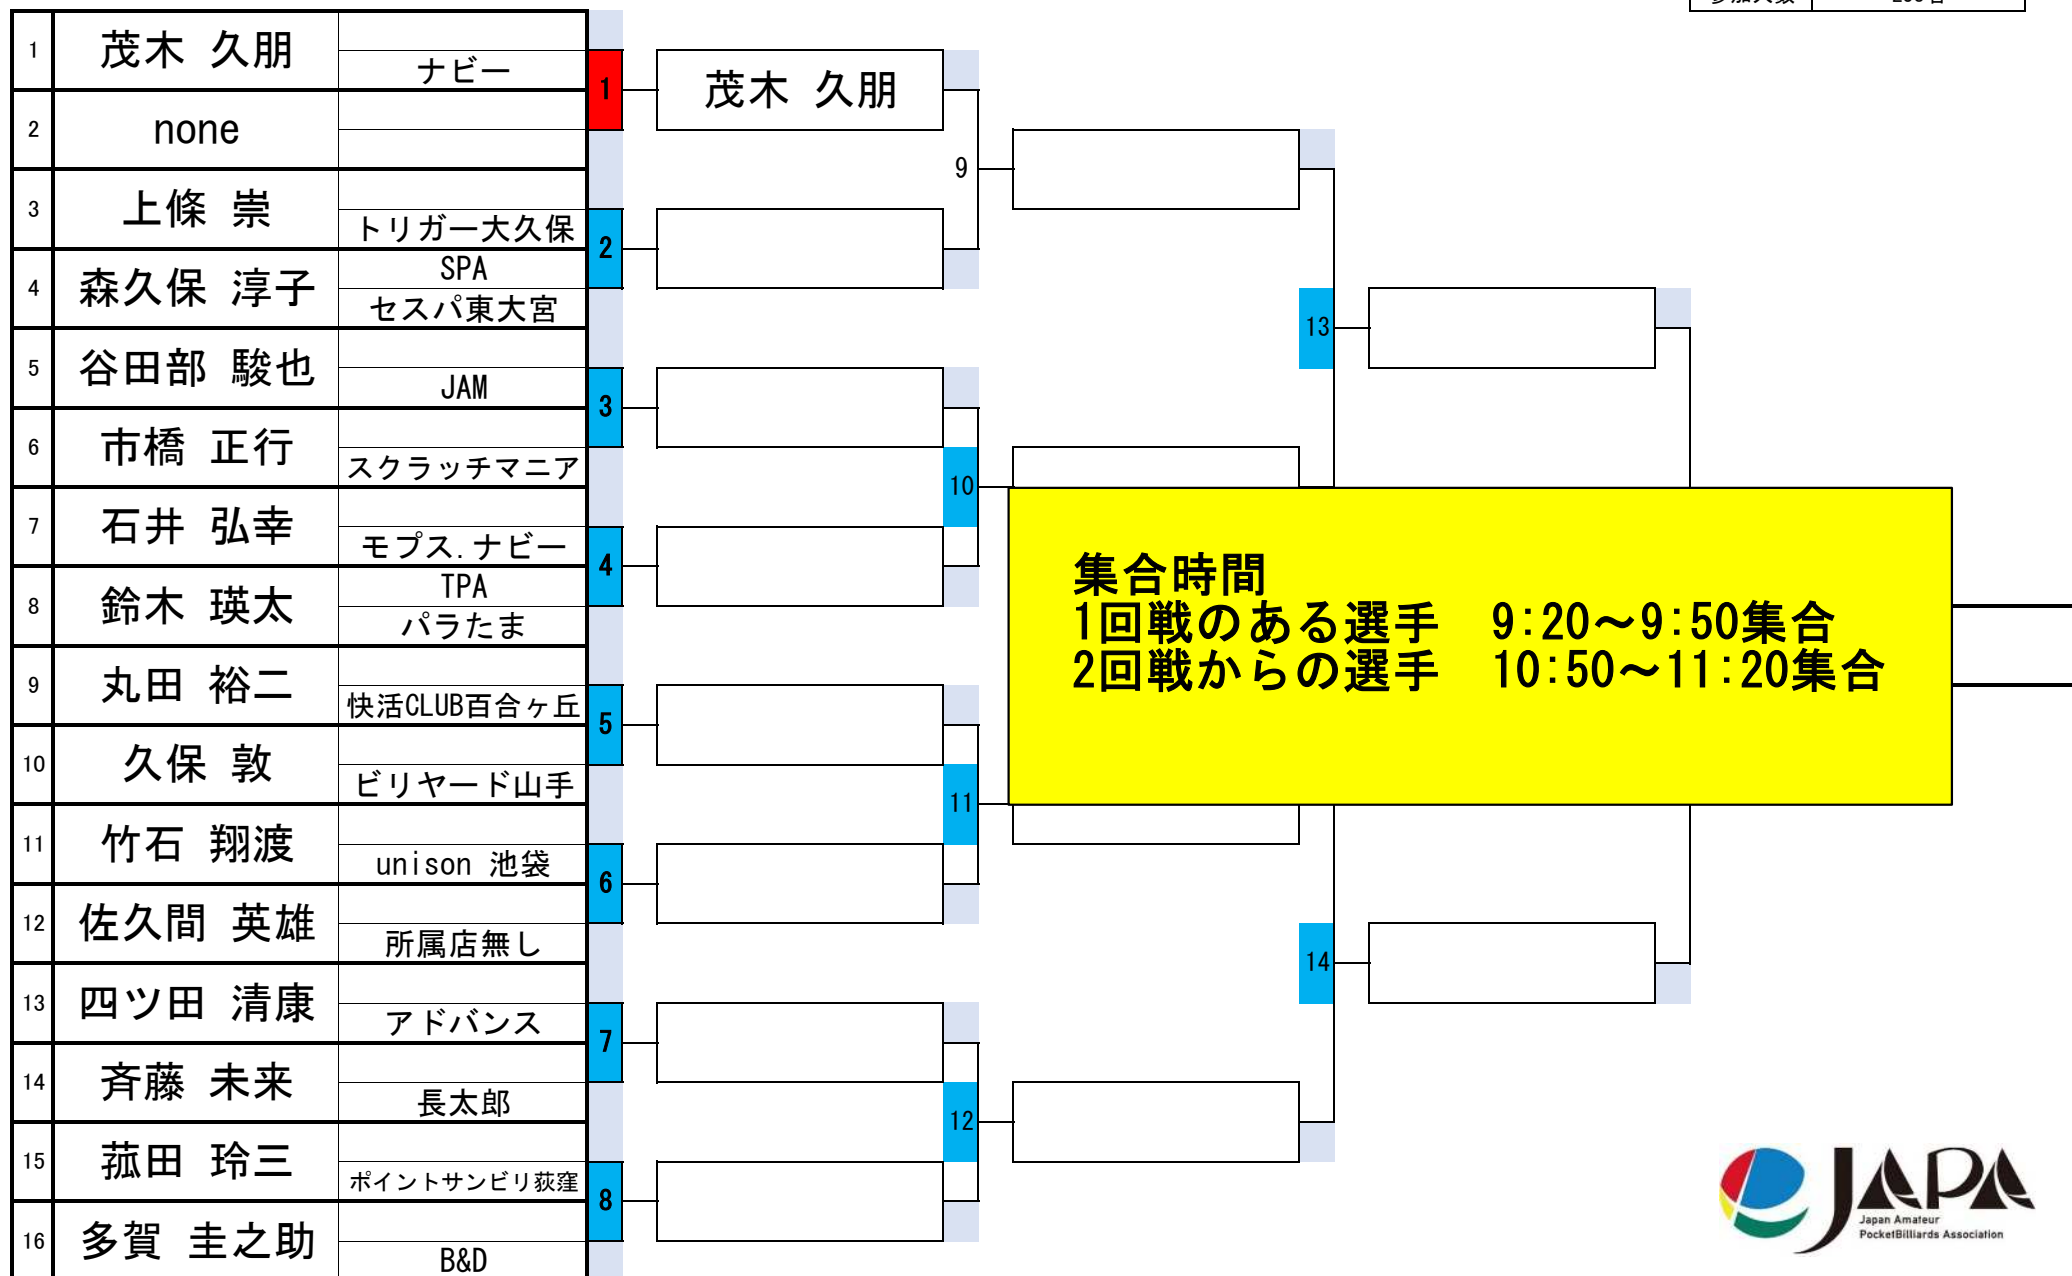 1
茂木 久朋
ナビー
1
茂木 久朋
2
none
9
3
上條 崇
トリガー大久保
2
4
森久保 淳子
SPA
セスパ東大宮
13
5
谷田部 駿也
JAM
3
6
市橋 正行
スクラッチマニア
10
7
石井 弘幸
モプス.ナビー
4
8
鈴木 瑛太
TPA
パラたま
集合時間
1回戦のある選手　9:20～9:50集合
2回戦からの選手　10:50～11:20集合
9
丸田 裕二
快活CLUB百合ヶ丘
5
10
久保 敦
ビリヤード山手
11
11
竹石 翔渡
unison 池袋
6
12
佐久間 英雄
所属店無し
14
13
四ツ田 清康
アドバンス
7
14
斉藤 未来
長太郎
12
15
菰田 玲三
ポイントサンビリ荻窪
8
16
多賀 圭之助
B&D
JAPA
Japan Amateur
PocketBilliards Association